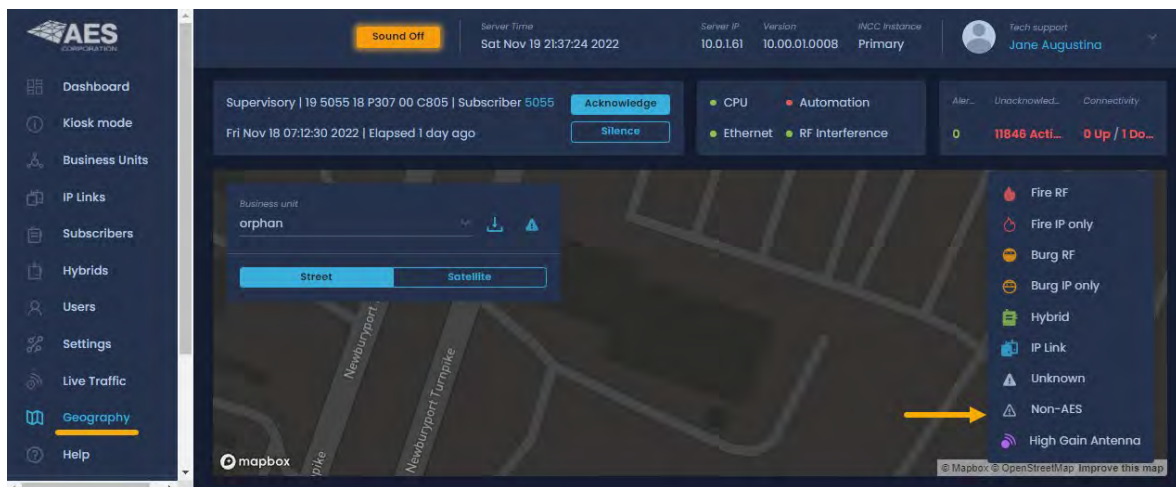 AES
CORPORATION
Dashboard
Kiosk mode
Business Units
IP Links
Subscribers
Hybrids
Users
Settings
Live Traffic
Geography
Help
Sound Off
Server Time
Sat Nov 19 21:37:24 2022
Server IP
10.0.1.61
Version
10.00.01.0008
INCC Instance
Primary
Tech support
Jane Augustina
Supervisory | 19 5055 18 P307 00 C805 | Subscriber 5055
Fri Nov 18 07:12:30 2022 | Elapsed 1 day ago
Acknowledge
Silence
CPU
Automation
Ethernet
RF Interference
Aler...
0
Unacknowled...
11846 Acti...
Connectivity
0 Up / 1 Do...
Business unit
orphan
Street
Satellite
Newburyport
Newburyport Turnpike
pike
Fire RF
Fire IP only
Burg RF
Burg IP only
Hybrid
IP Link
Unknown
Non-AES
High Gain Antenna
mapbox
© Mapbox © OpenStreetMap Improve this map